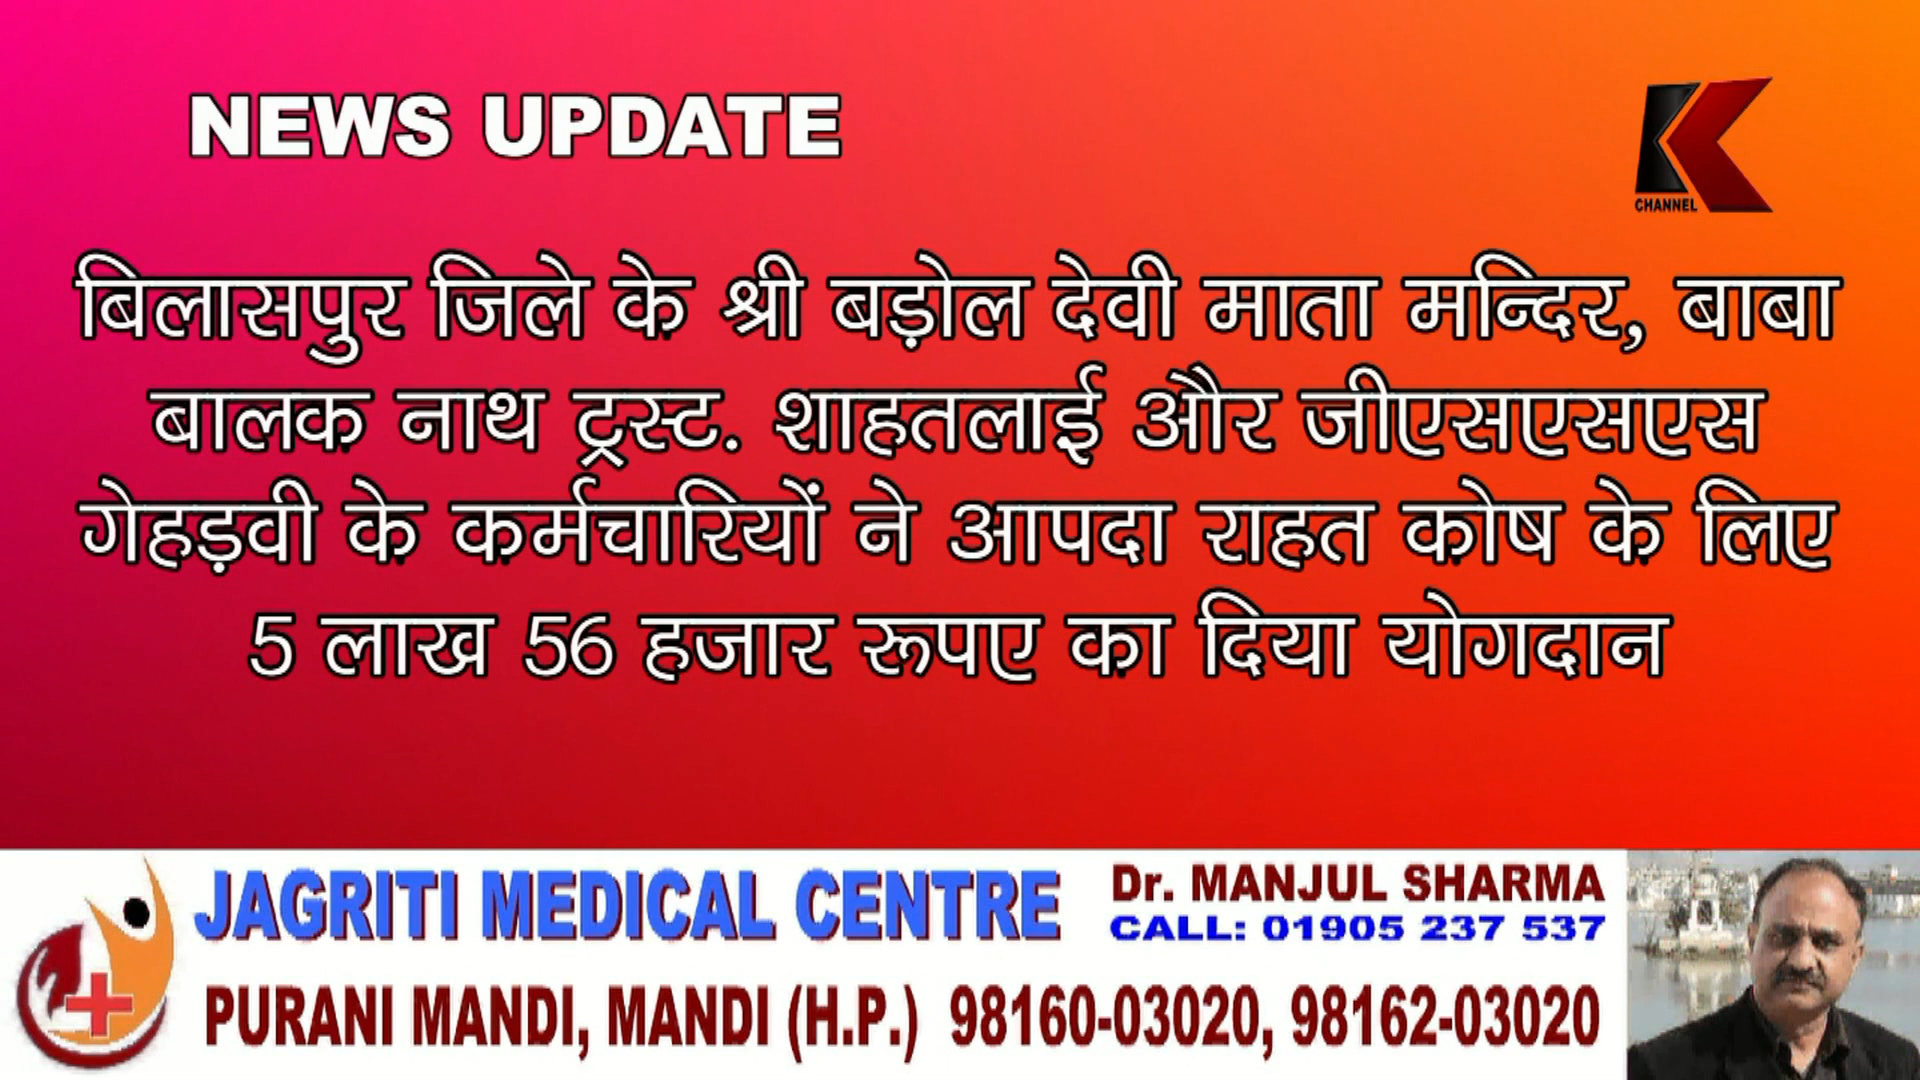 NEWS UPDATE
CHANNEL
बिलासपुर जिले के श्री बड़ोल देवी माता मन्दिर, बाबा
बालक नाथ ट्रस्ट. शाहतलाई और जीएसएसएस
गेहड़वी के कर्मचारियों ने आपदा राहत कोष के लिए
5 लाख 56 हजार रूपए का दिया योगदान
JAGRITI MEDICAL CENTRE
Dr. MANJUL SHARMA
CALL: 01905 237 537
PURANI MANDI, MANDI (H.P.) 98160-03020, 98162-03020